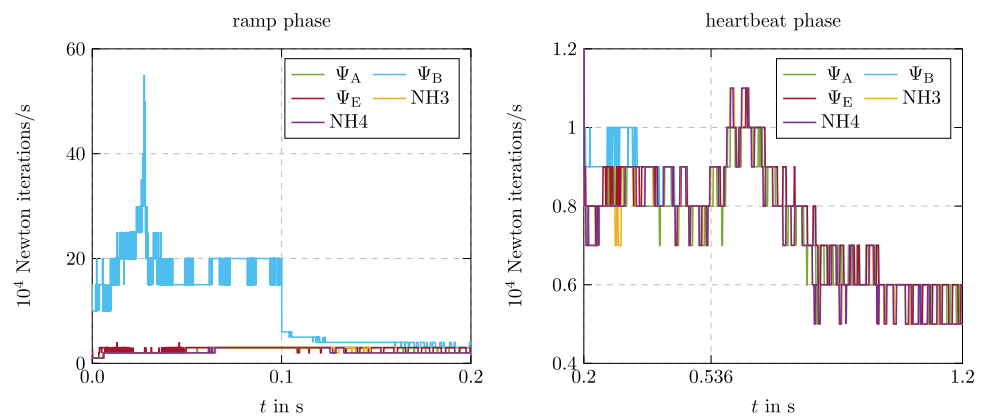 ramp phase
10⁴ Newton iterations/s
60
40
20
0
0.0
0.1
0.2
t in s
Ψ_A
Ψ_B
Ψ_E
NH3
NH4
heartbeat phase
10⁴ Newton iterations/s
1.2
1
0.8
0.6
0.4
0.2
0.536
1.2
t in s
Ψ_A
Ψ_B
Ψ_E
NH3
NH4